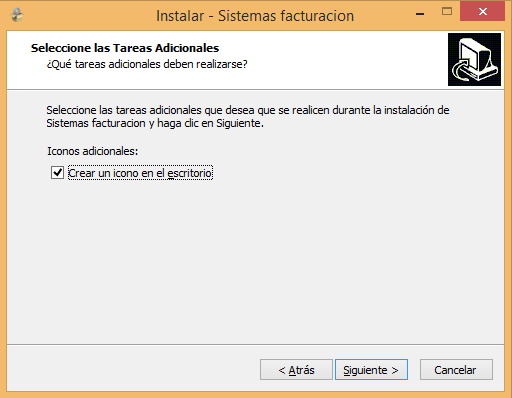 Instalar - Sistemas facturacion
Seleccione las Tareas Adicionales
¿Qué tareas adicionales deben realizarse?
Seleccione las tareas adicionales que desea que se realicen durante la instalación de
Sistemas facturacion y haga clic en Siguiente.
Iconos adicionales:
Crear un icono en el escritorio
< Atrás
Siguiente >
Cancelar